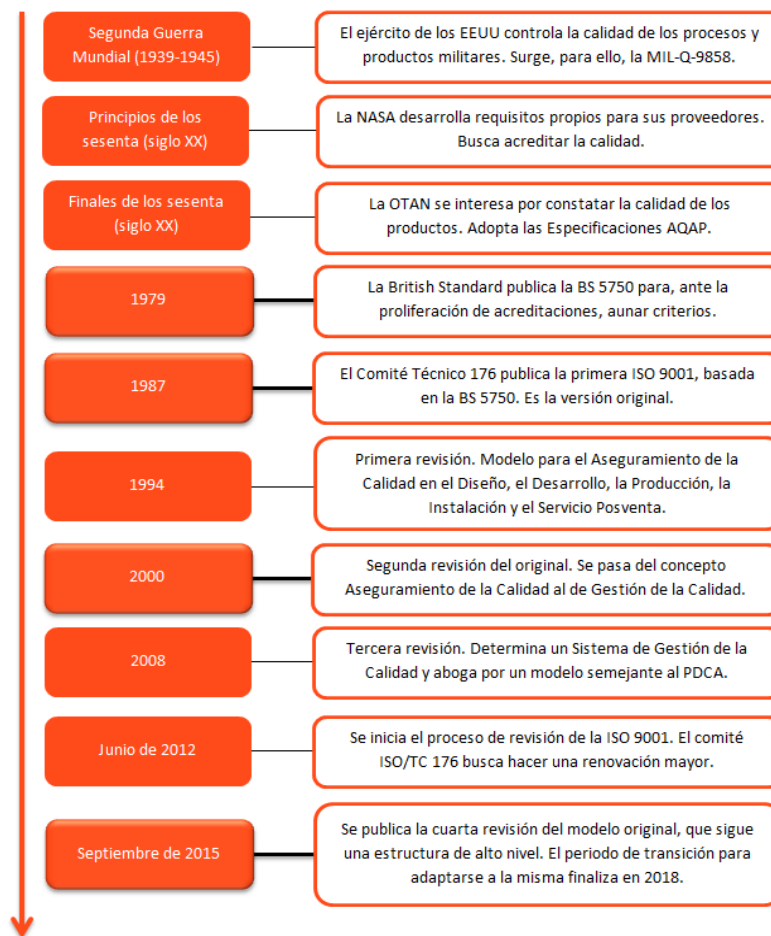 Segunda Guerra
Mundial (1939-1945)
El ejército de los EEUU controla la calidad de los procesos y
productos militares. Surge, para ello, la MIL-Q-9858.
Principios de los
sesenta (siglo XX)
La NASA desarrolla requisitos propios para sus proveedores.
Busca acreditar la calidad.
Finales de los sesenta
(siglo XX)
La OTAN se interesa por constatar la calidad de los
productos. Adopta las Especificaciones AQAP.
1979
La British Standard publica la BS 5750 para, ante la
proliferación de acreditaciones, aunar criterios.
1987
El Comité Técnico 176 publica la primera ISO 9001, basada
en la BS 5750. Es la versión original.
1994
Primera revisión. Modelo para el Aseguramiento de la
Calidad en el Diseño, el Desarrollo, la Producción, la
Instalación y el Servicio Posventa.
2000
Segunda revisión del original. Se pasa del concepto
Aseguramiento de la Calidad al de Gestión de la Calidad.
2008
Tercera revisión. Determina un Sistema de Gestión de la
Calidad y aboga por un modelo semejante al PDCA.
Junio de 2012
Se inicia el proceso de revisión de la ISO 9001. El comité
ISO/TC 176 busca hacer una renovación mayor.
Septiembre de 2015
Se publica la cuarta revisión del modelo original, que sigue
una estructura de alto nivel. El periodo de transición para
adaptarse a la misma finaliza en 2018.